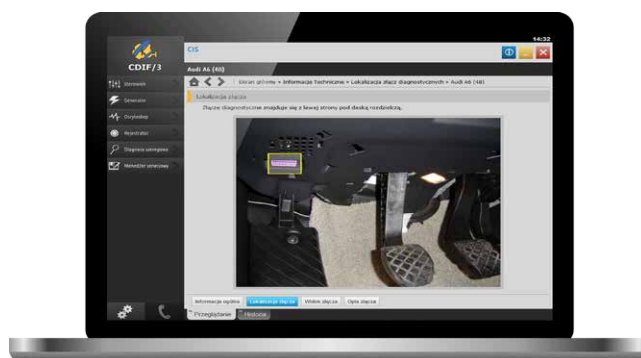 14:32
CDIF/3
CIS
Audi A6 (4B)
Ekran główny • Informacje Techniczne • Lokalizacja złącz diagnostycznych • Audi A6 (4B)
Sterownik
Lokalizacja złącza
Generator
Złącze diagnostyczne znajduje się z lewej strony pod deską rozdzielczą.
Oscyloskop
Rejestrator
Diagnoza usterkowa
Menedżer serwisowy
Informacje ogólne
Lokalizacja złącza
Widok złącza
Opis złącza
Przeglądanie
Historia